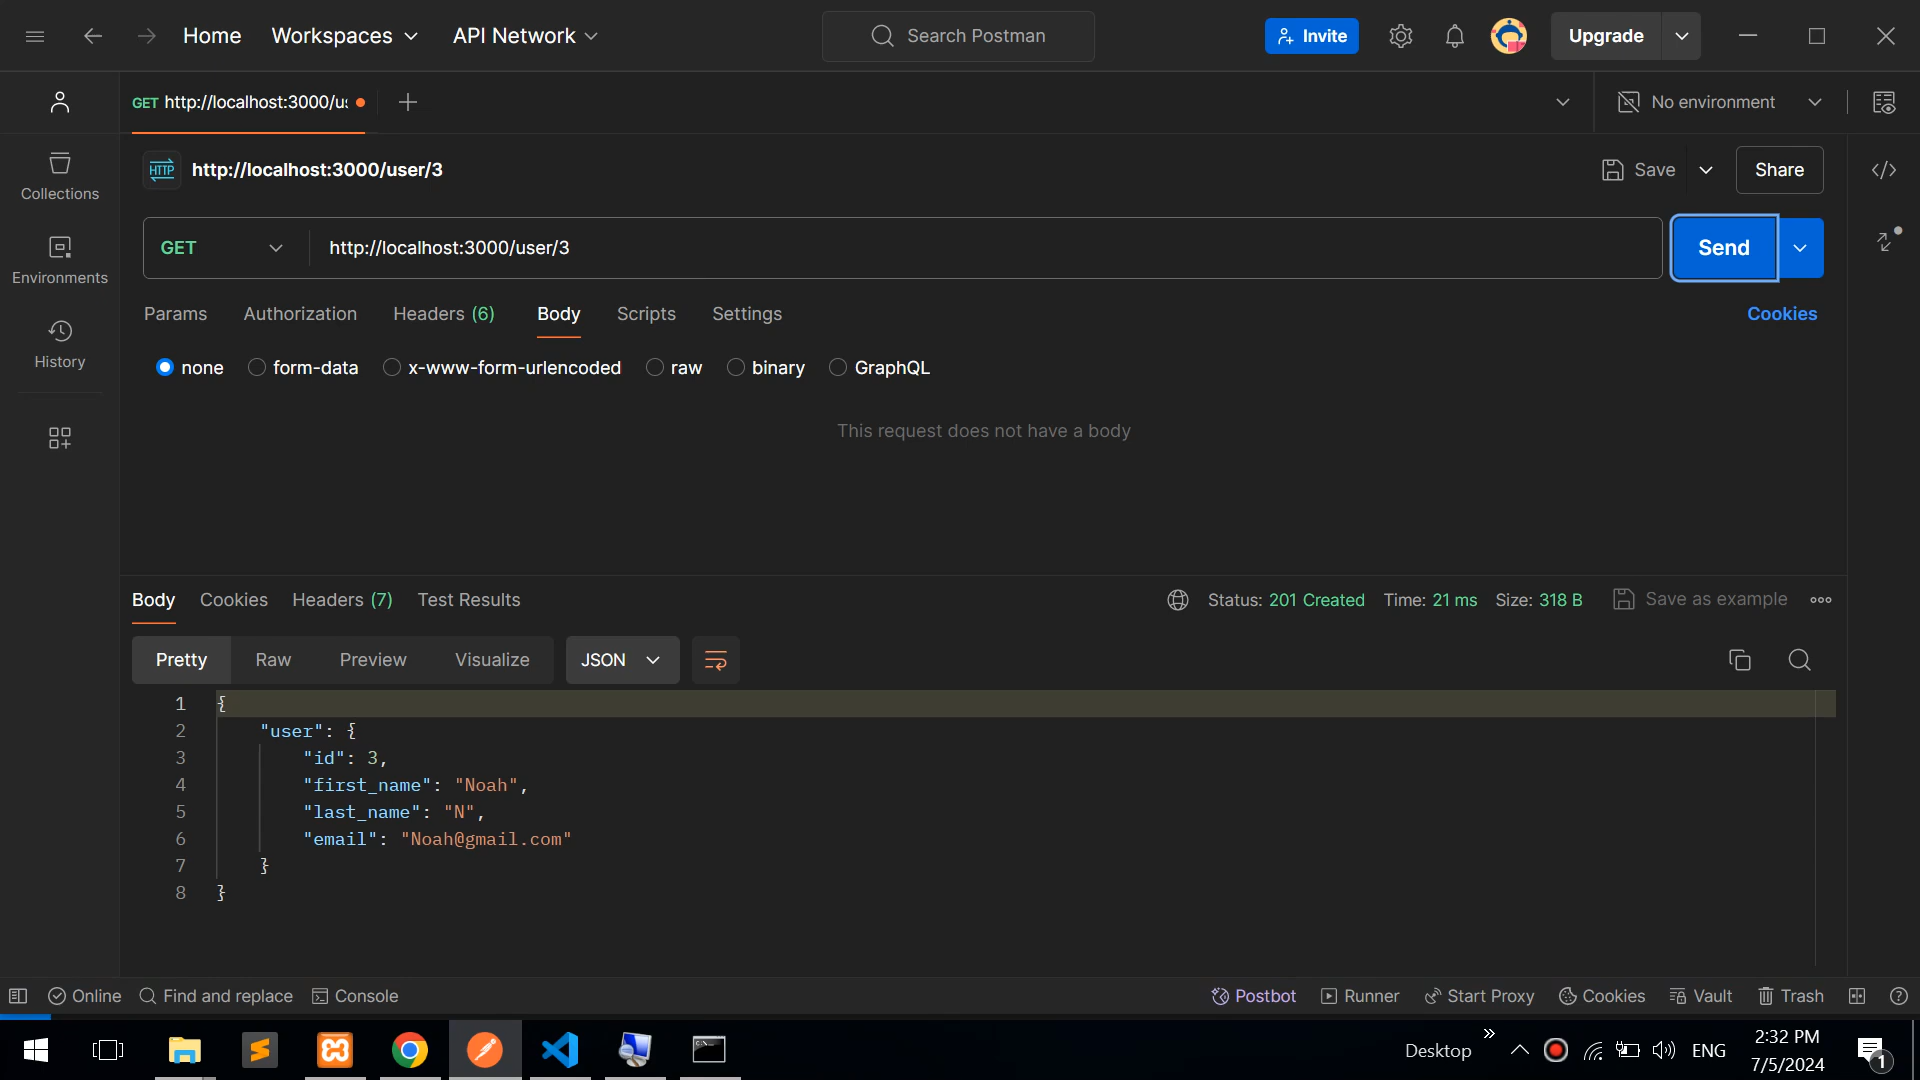 Home Workspaces API Network Search Postman Invite Upgrade
GET http://localhost:3000/us No environment
HTTP http://localhost:3000/user/3 Save Share
Collections
GET http://localhost:3000/user/3 Send
Environments
Params Authorization Headers (6) Body Scripts Settings Cookies
History
none form-data x-www-form-urlencoded raw binary GraphQL
This request does not have a body
Body Cookies Headers (7) Test Results Status: 201 Created Time: 21 ms Size: 318 B Save as example
Pretty Raw Preview Visualize JSON
1 {
2 "user": {
3 "id": 3,
4 "first_name": "Noah",
5 "last_name": "N",
6 "email": "Noah@gmail.com"
7 }
8 }
Online Find and replace Console Postbot Runner Start Proxy Cookies Vault Trash
Desktop ENG 2:32 PM
7/5/2024 1